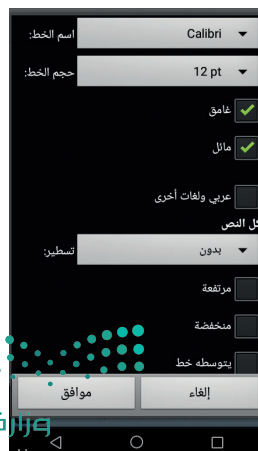 اسم الخط: Calibri
حجم الخط: 12 pt
غامق
مائل
عربي ولغات أخرى
كل النص
تسطير: بدون
مرتفعة
منخفضة
يتوسطه خط
إلغاء موافق